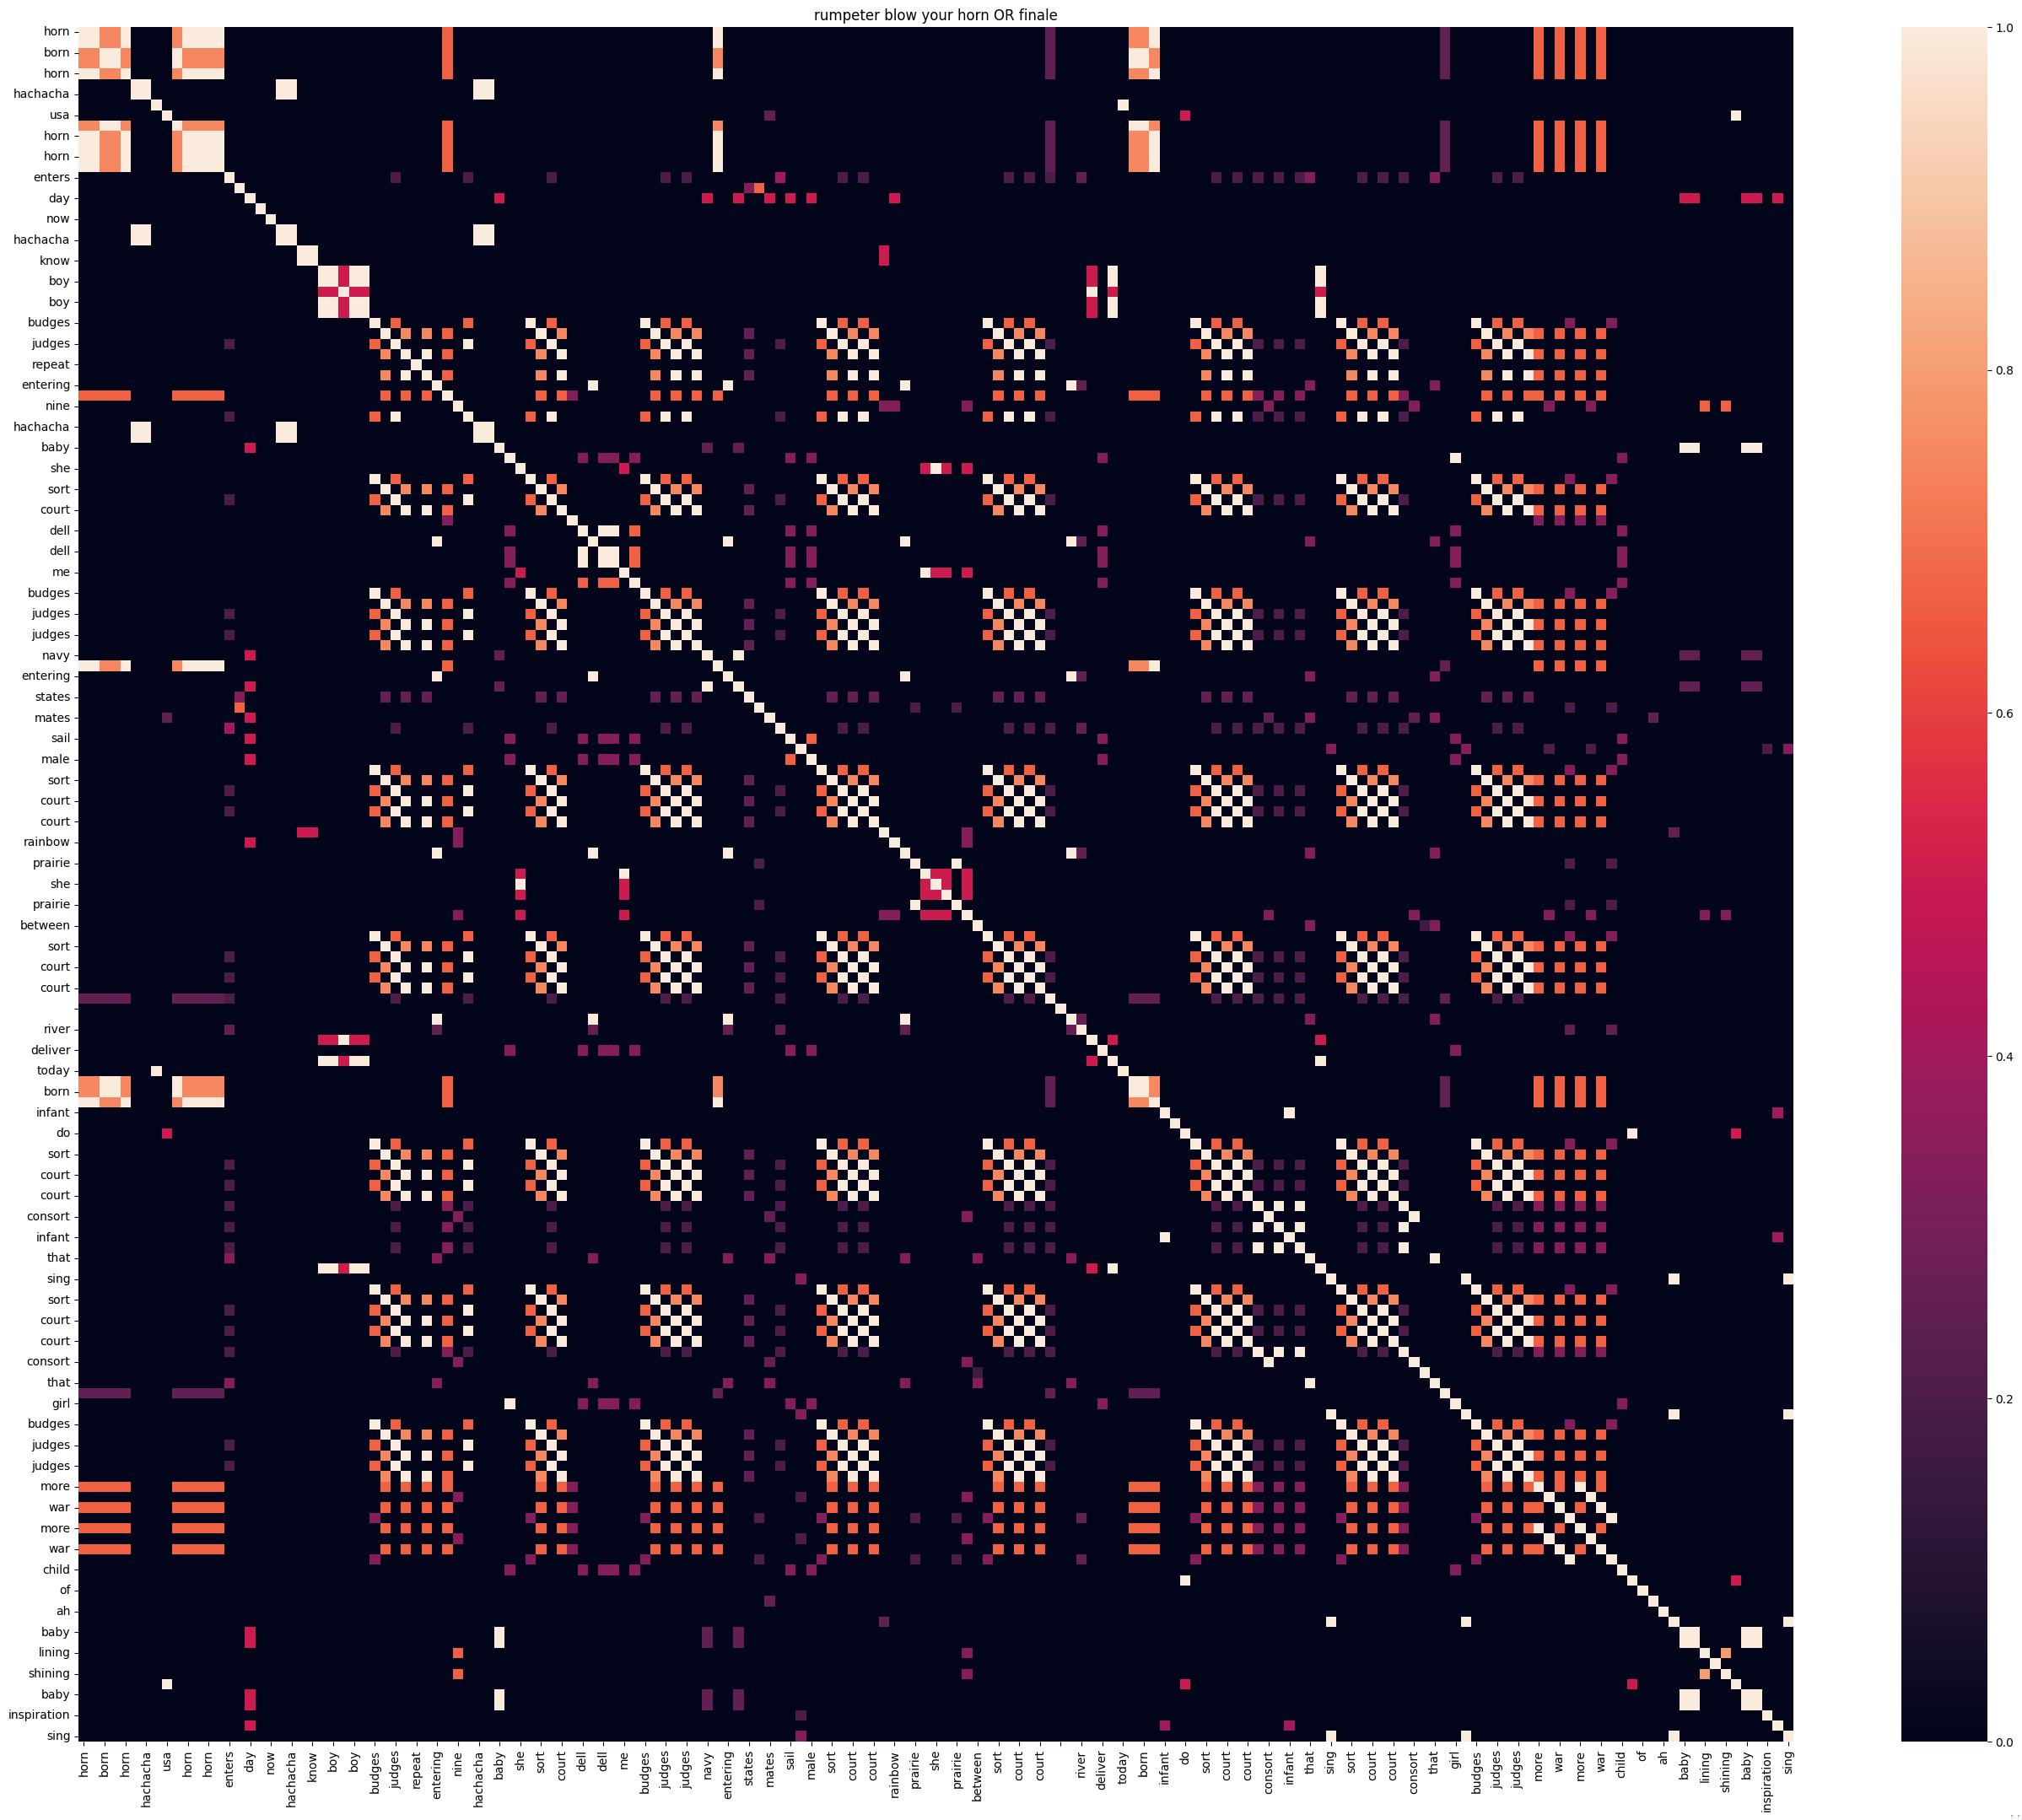 rumpeter blow your horn OR finale
horn
born
horn
hachacha
usa
horn
horn
enters
day
now
hachacha
know
boy
boy
budges
judges
repeat
entering
nine
hachacha
baby
she
sort
court
dell
dell
me
budges
judges
judges
navy
entering
states
mates
sail
male
sort
court
court
rainbow
prairie
she
prairie
between
sort
court
court
river
deliver
today
born
infant
do
sort
court
court
consort
infant
that
sing
sort
court
court
consort
that
girl
budges
judges
judges
more
war
more
war
child
of
ah
baby
lining
shining
baby
inspiration
sing
horn born horn hachacha usa horn horn enters day now hachacha know boy boy budges judges repeat entering nine hachacha baby she sort court dell dell me budges judges judges navy entering states mates sail male sort court court rainbow prairie she prairie between sort court court river deliver today born infant do sort court court consort infant that sing sort court court consort that girl budges judges judges more war more war child of ah baby lining shining baby inspiration sing
1.0
0.8
0.6
0.4
0.2
0.0